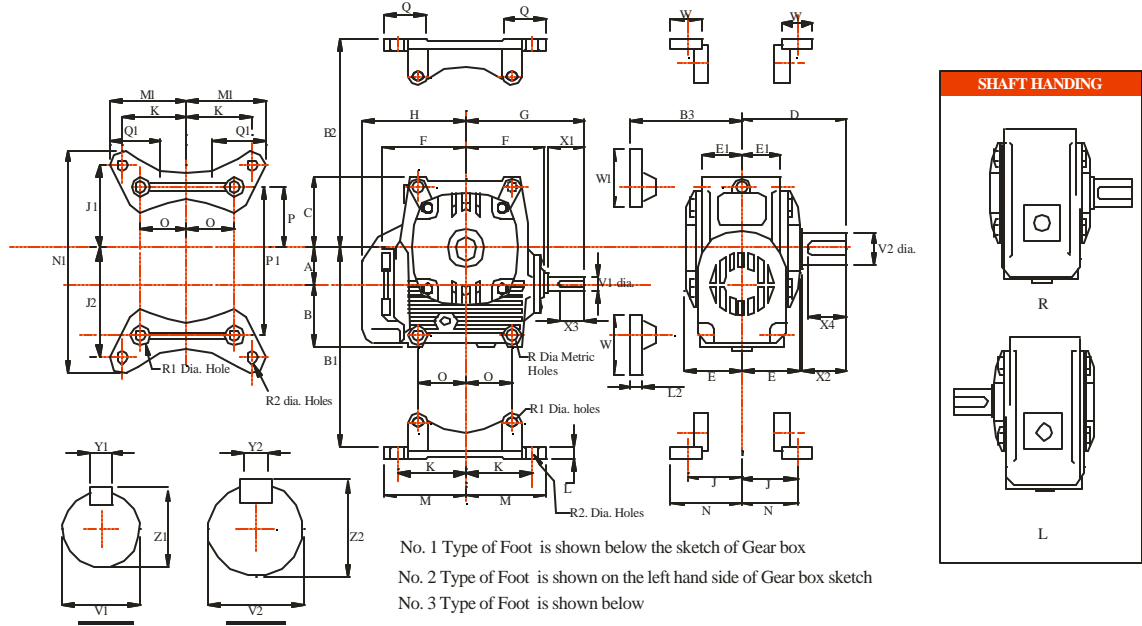 Q Q W W
SHAFT HANDING
M1 M1
K K
Q1 Q1
B2
H G
F F
X1
B3 D
E1 E1
W1
J1
C
P
O O
N1
A
P1
V1 dia.
V2 dia.
J2
B
X3
X4
R
R1 Dia. Hole
R Dia Metric
Holes
W
B1
E E X2
L2
R2 dia. Holes
O O
R1 Dia. holes
Y1 Y2
K K
L
J J
M M
N N
R2. Dia. Holes
Z1
Z2
L
No. 1 Type of Foot is shown below the sketch of Gear box
No. 2 Type of Foot is shown on the left hand side of Gear box sketch
No. 3 Type of Foot is shown below
V1 V2